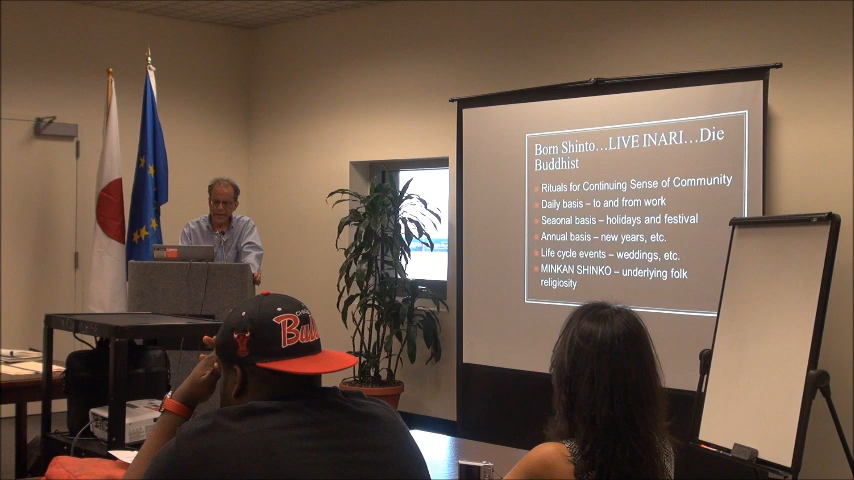 Born Shinto...LIVE INARI...Die
Buddhist
Rituals for Continuing Sense of Community
Daily basis – to and from work
Seaonal basis – holidays and festival
Annual basis – new years, etc.
Life cycle events – weddings, etc.
MINKAN SHINKO – underlying folk
religiosity
Bulls